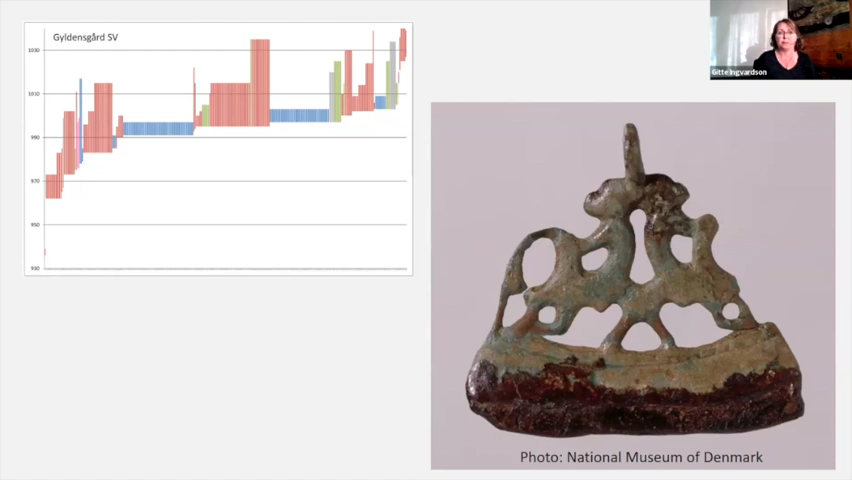 Gyldensgård SV
1030
1010
990
970
950
930
Gitte Ingvardson
Photo: National Museum of Denmark